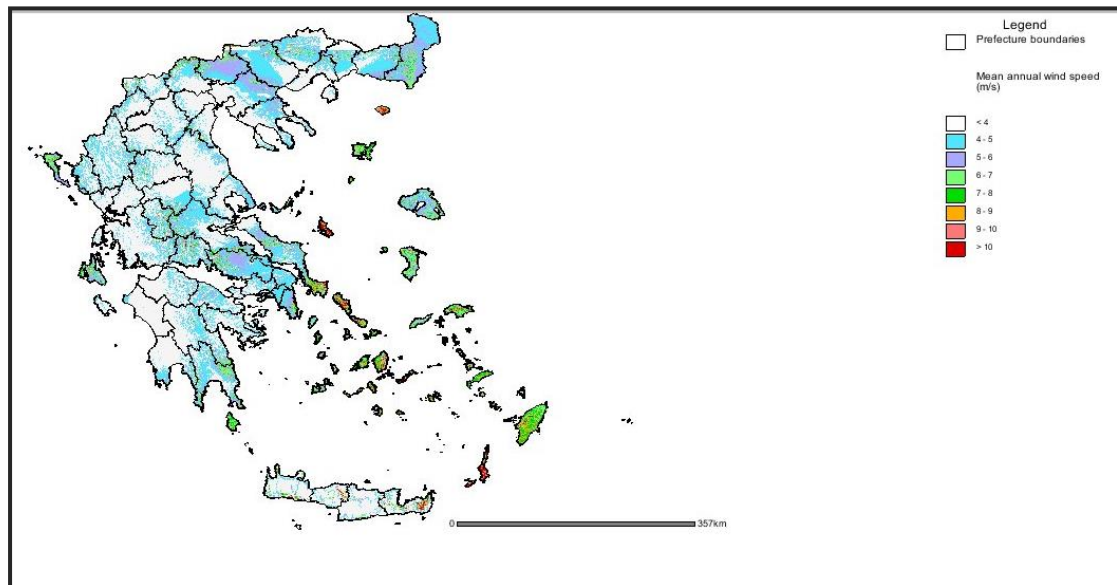 Legend
Prefecture boundaries
Mean annual wind speed
(m/s)
< 4
4 - 5
5 - 6
6 - 7
7 - 8
8 - 9
9 - 10
> 10
0 357km